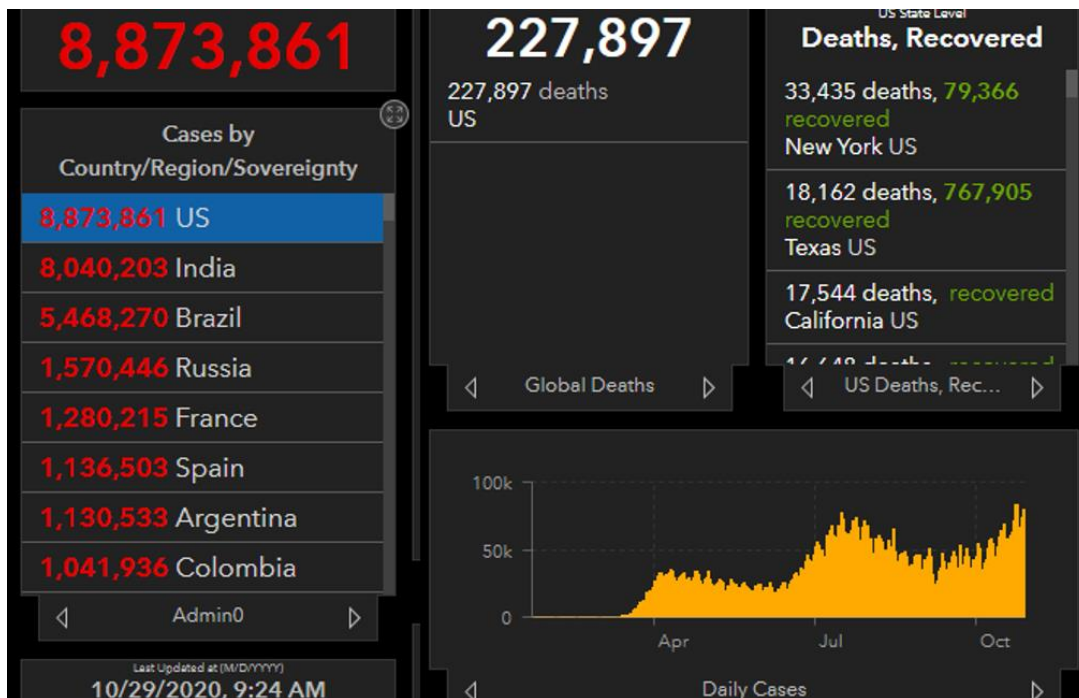 8,873,861
Cases by
Country/Region/Sovereignty
8,873,861 US
8,040,203 India
5,468,270 Brazil
1,570,446 Russia
1,280,215 France
1,136,503 Spain
1,130,533 Argentina
1,041,936 Colombia
Admin0
Last Updated at (M/D/YYYY)
10/29/2020, 9:24 AM
227,897
227,897 deaths
US
Global Deaths
US State Level
Deaths, Recovered
33,435 deaths, 79,366
recovered
New York US
18,162 deaths, 767,905
recovered
Texas US
17,544 deaths, recovered
California US
16,648 deaths, recovered
US Deaths, Rec...
100k
50k
0
Apr Jul Oct
Daily Cases